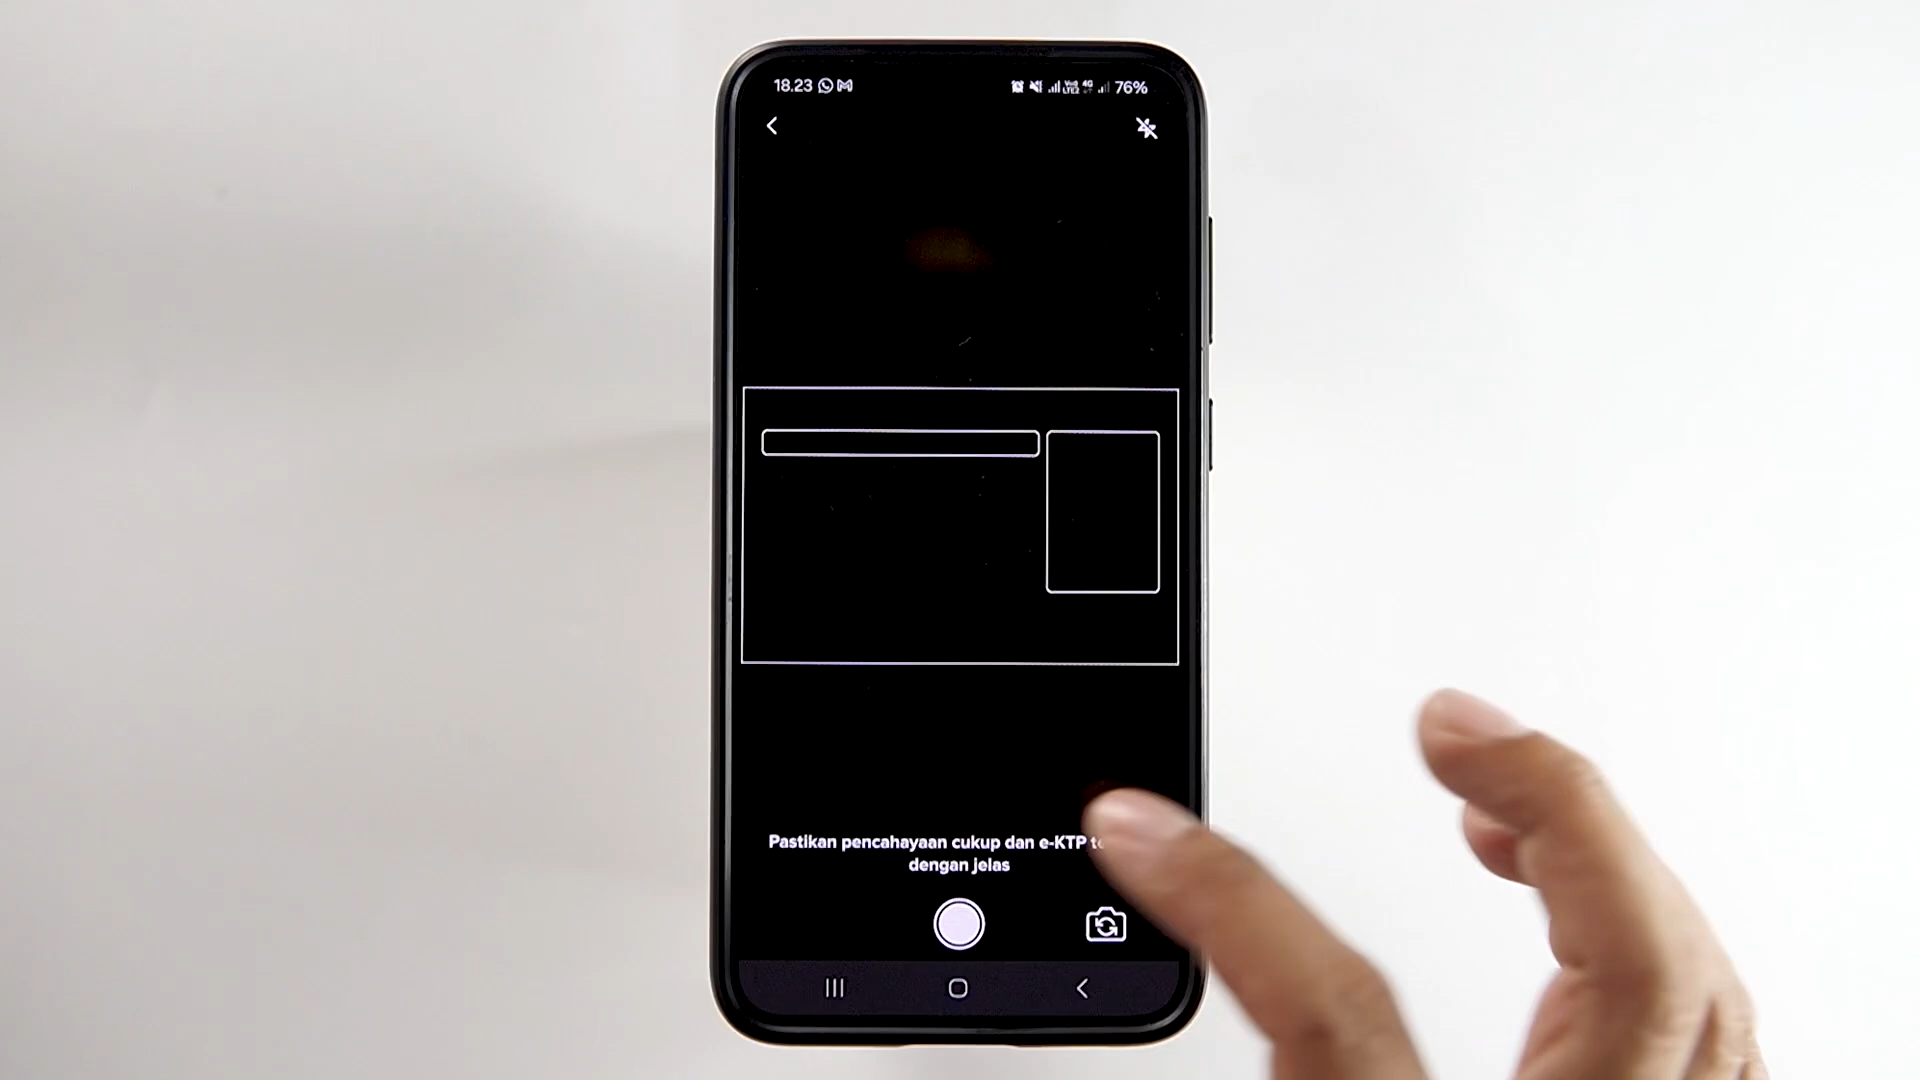 18.23 76%
Pastikan pencahayaan cukup dan e-KTP
dengan jelas